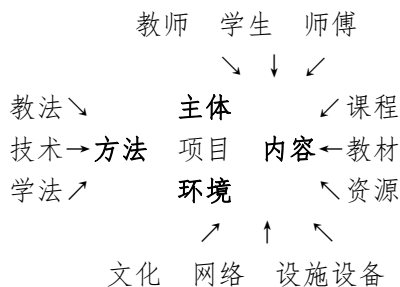 教师 学生 师傅
↘ ↓ ↙
教法↘ 主体 ↙课程
技术→方法 项目 内容←教材
学法↗ 环境 ↖资源
↗ ↑ ↖
文化 网络 设施设备